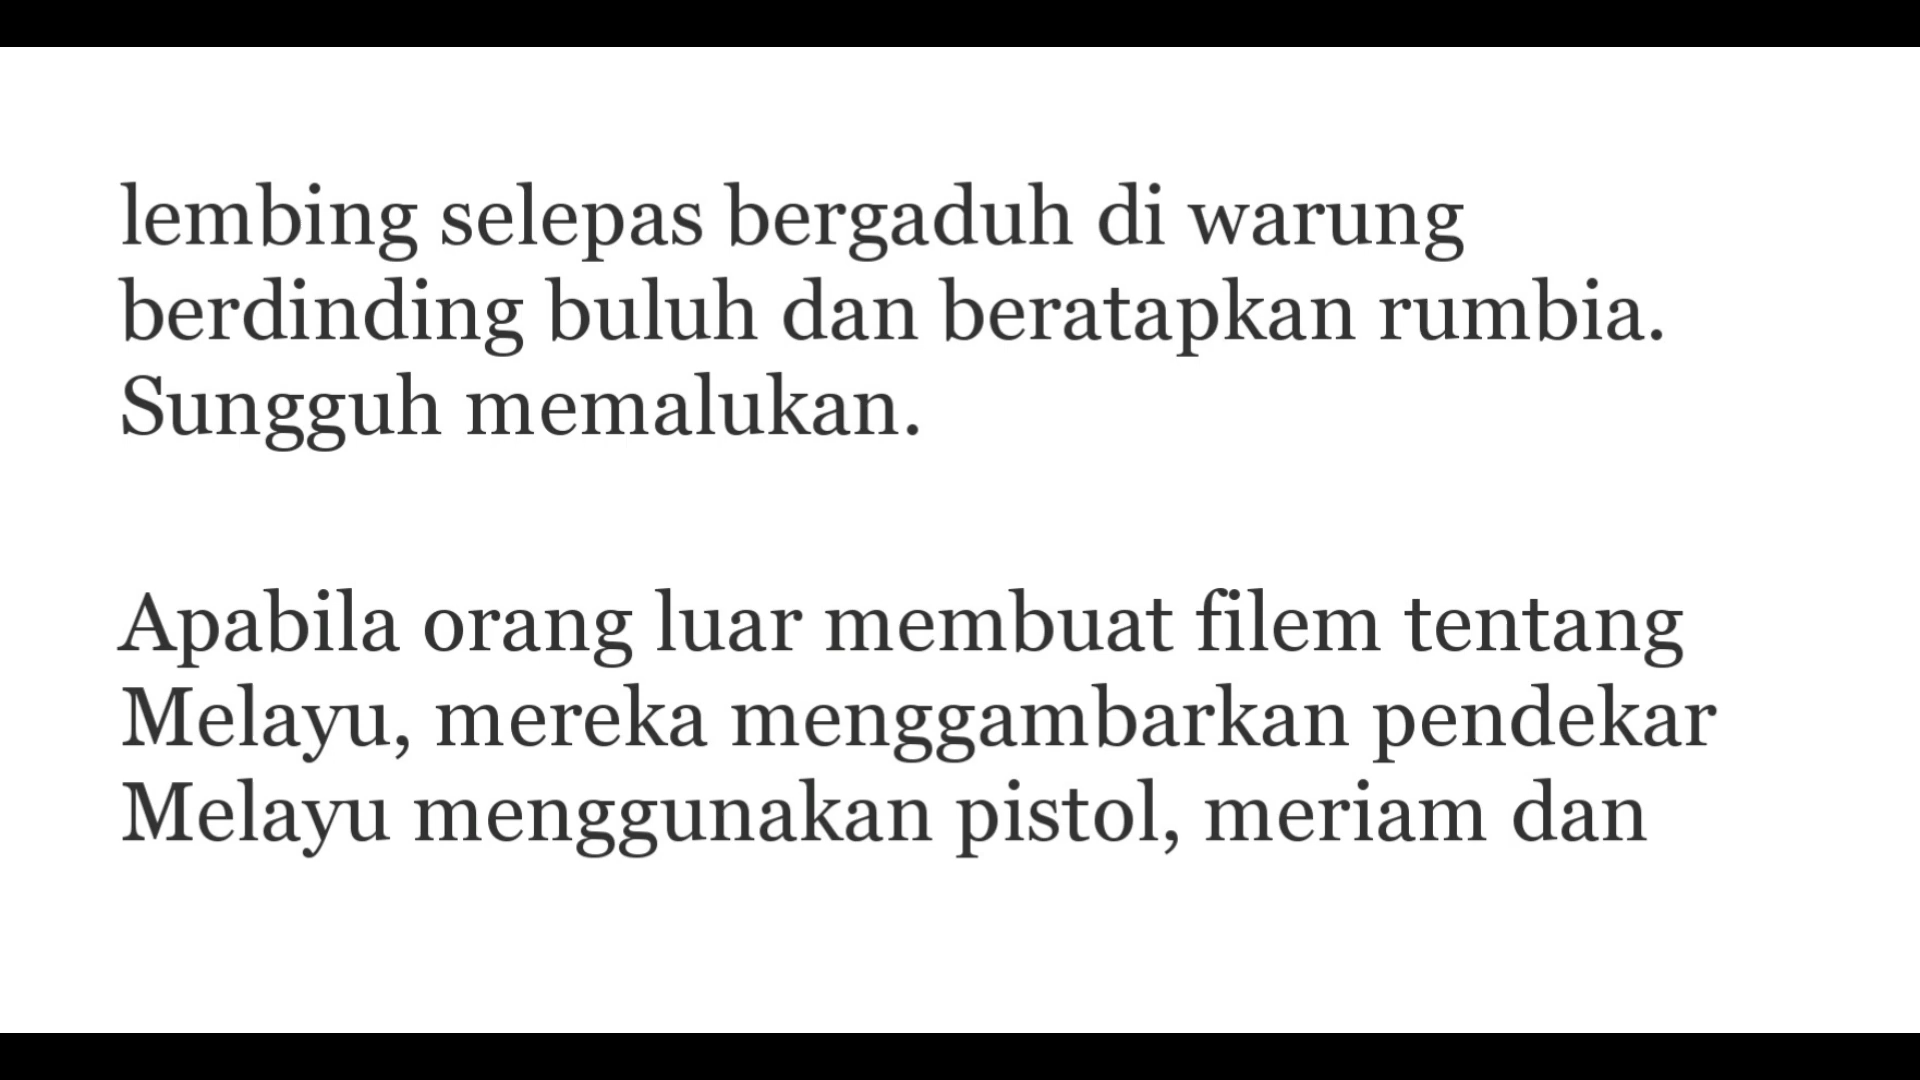 lembing selepas bergaduh di warung
berdinding buluh dan beratapkan rumbia.
Sungguh memalukan.
Apabila orang luar membuat filem tentang
Melayu, mereka menggambarkan pendekar
Melayu menggunakan pistol, meriam dan